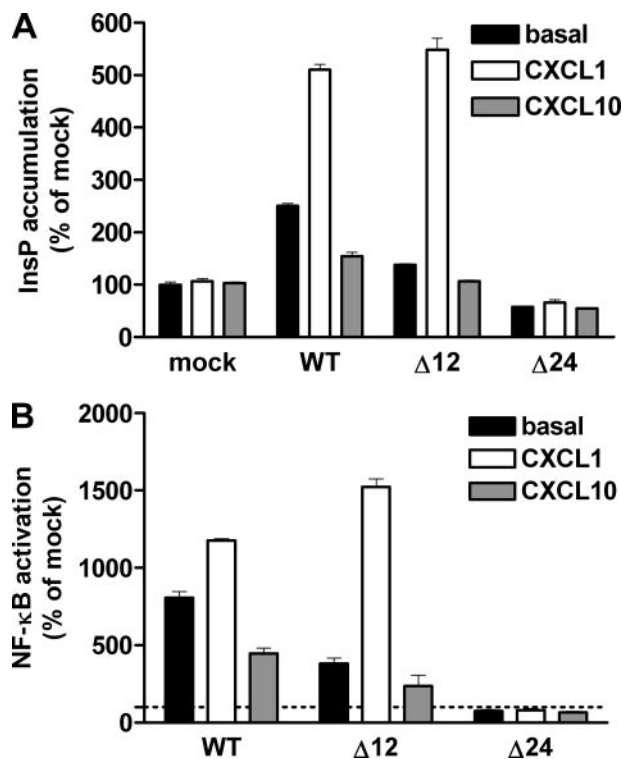 A
InsP accumulation
(% of mock)
600
500
400
300
200
100
0
basal
CXCL1
CXCL10
mock WT Δ12 Δ24
B
NF-κB activation
(% of mock)
2000
1500
1000
500
0
basal
CXCL1
CXCL10
WT Δ12 Δ24